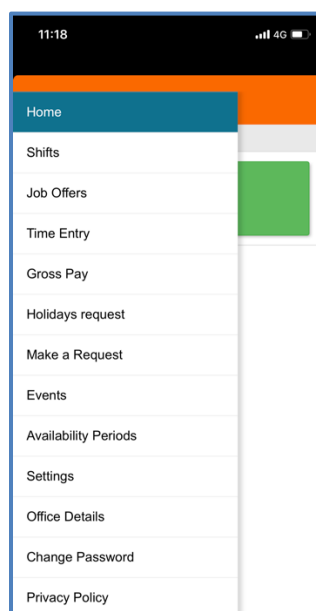 11:18
4G
Home
Shifts
Job Offers
Time Entry
Gross Pay
Holidays request
Make a Request
Events
Availability Periods
Settings
Office Details
Change Password
Privacy Policy